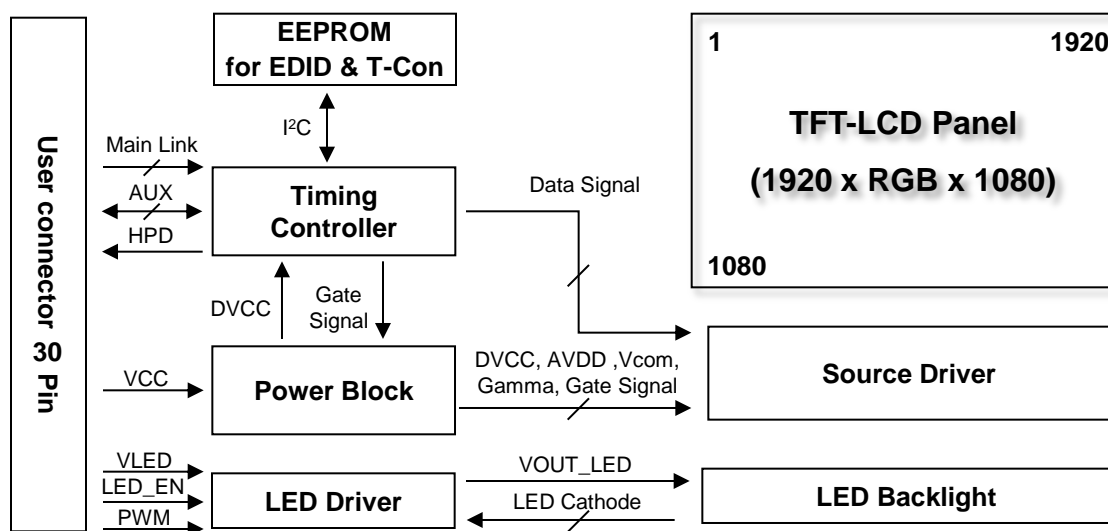 EEPROM
for EDID & T-Con
1 1920
TFT-LCD Panel
(1920 x RGB x 1080)
1080
User connector 30 Pin
I²C
Main Link
AUX
HPD
Timing
Controller
Data Signal
DVCC
Gate
Signal
VCC
Power Block
DVCC, AVDD ,Vcom,
Gamma, Gate Signal
Source Driver
VLED
LED_EN
PWM
LED Driver
VOUT_LED
LED Cathode
LED Backlight